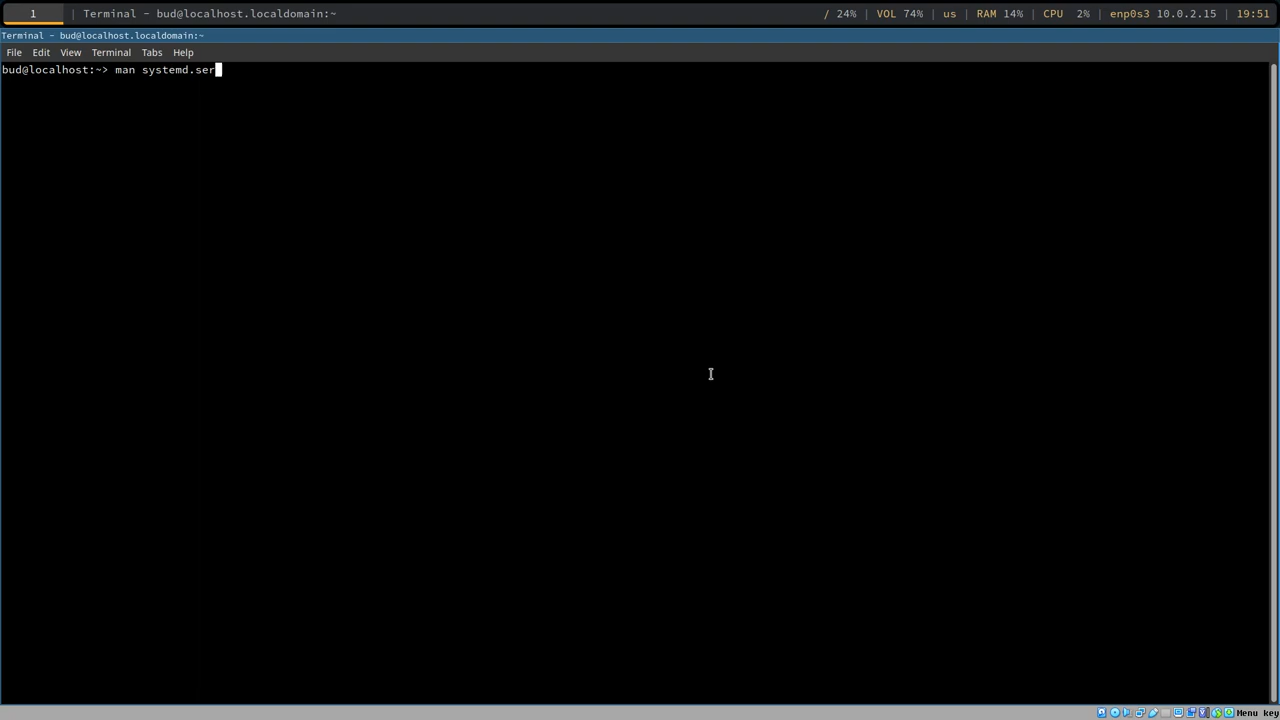 1 | Terminal - bud@localhost.localdomain:~ / 24% | VOL 74% | us | RAM 14% | CPU 2% | enp0s3 10.0.2.15 | 19:51
Terminal - bud@localhost.localdomain:~
File Edit View Terminal Tabs Help
bud@localhost:~> man systemd.ser
Menu key